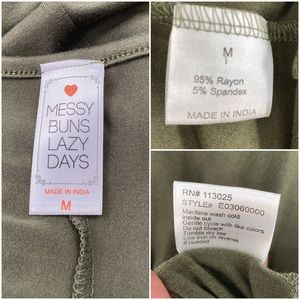 MESSY
BUNS
LAZY
DAYS
MADE IN INDIA
M
M
95% Rayon
5% Spandex
MADE IN INDIA
RN# 113025
STYLE# E03060000
Machine wash cold
inside out
Gentle cycle with like colors
Do not bleach
Tumble dry low
Low iron on reverse
if needed